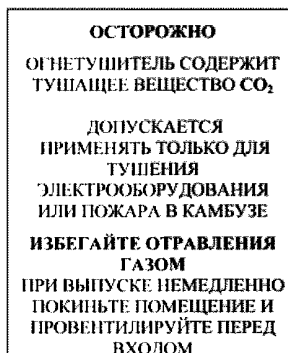 ОСТОРОЖНО
ОГНЕТУШИТЕЛЬ СОДЕРЖИТ
ТУШАЩЕЕ ВЕЩЕСТВО CO₂
ДОПУСКАЕТСЯ
ПРИМЕНЯТЬ ТОЛЬКО ДЛЯ
ТУШЕНИЯ
ЭЛЕКТРООБОРУДОВАНИЯ
ИЛИ ПОЖАРА В КАМБУЗЕ
ИЗБЕГАЙТЕ ОТРАВЛЕНИЯ
ГАЗОМ
ПРИ ВЫПУСКЕ НЕМЕДЛЕННО
ПОКИНЬТЕ ПОМЕЩЕНИЕ И
ПРОВЕНТИЛИРУЙТЕ ПЕРЕД
ВХОДОМ